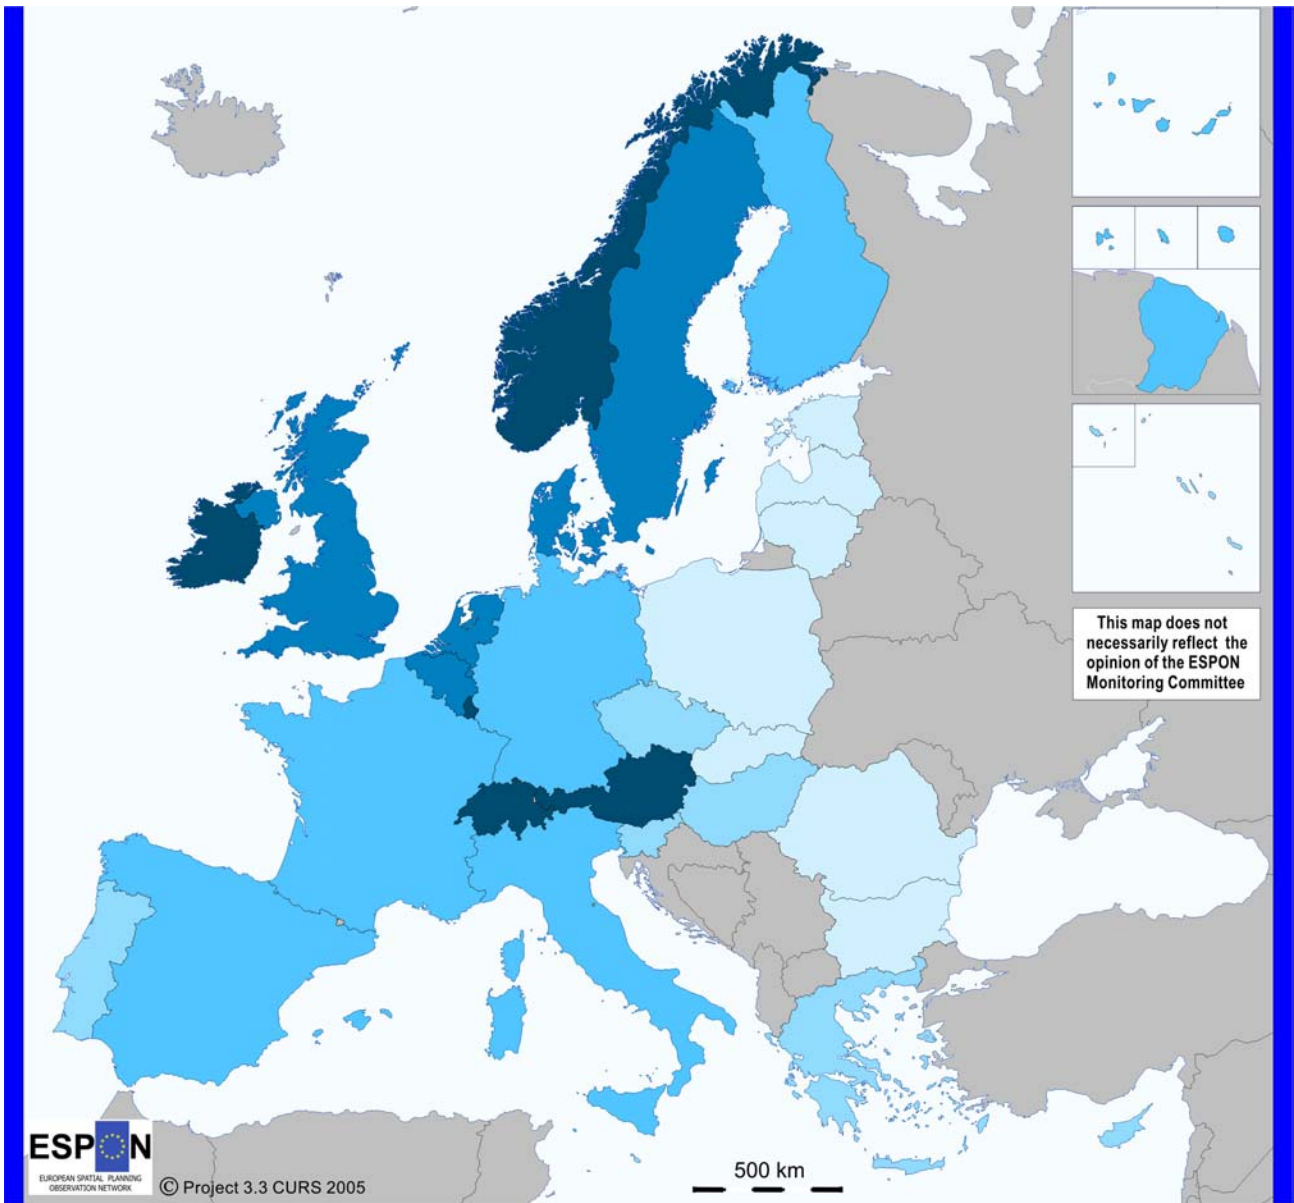 This map does not
necessarily reflect the
opinion of the ESPON
Monitoring Committee
ESPON
EUROPEAN SPATIAL PLANNING
OBSERVATION NETWORK
© Project 3.3 CURS 2005
500 km